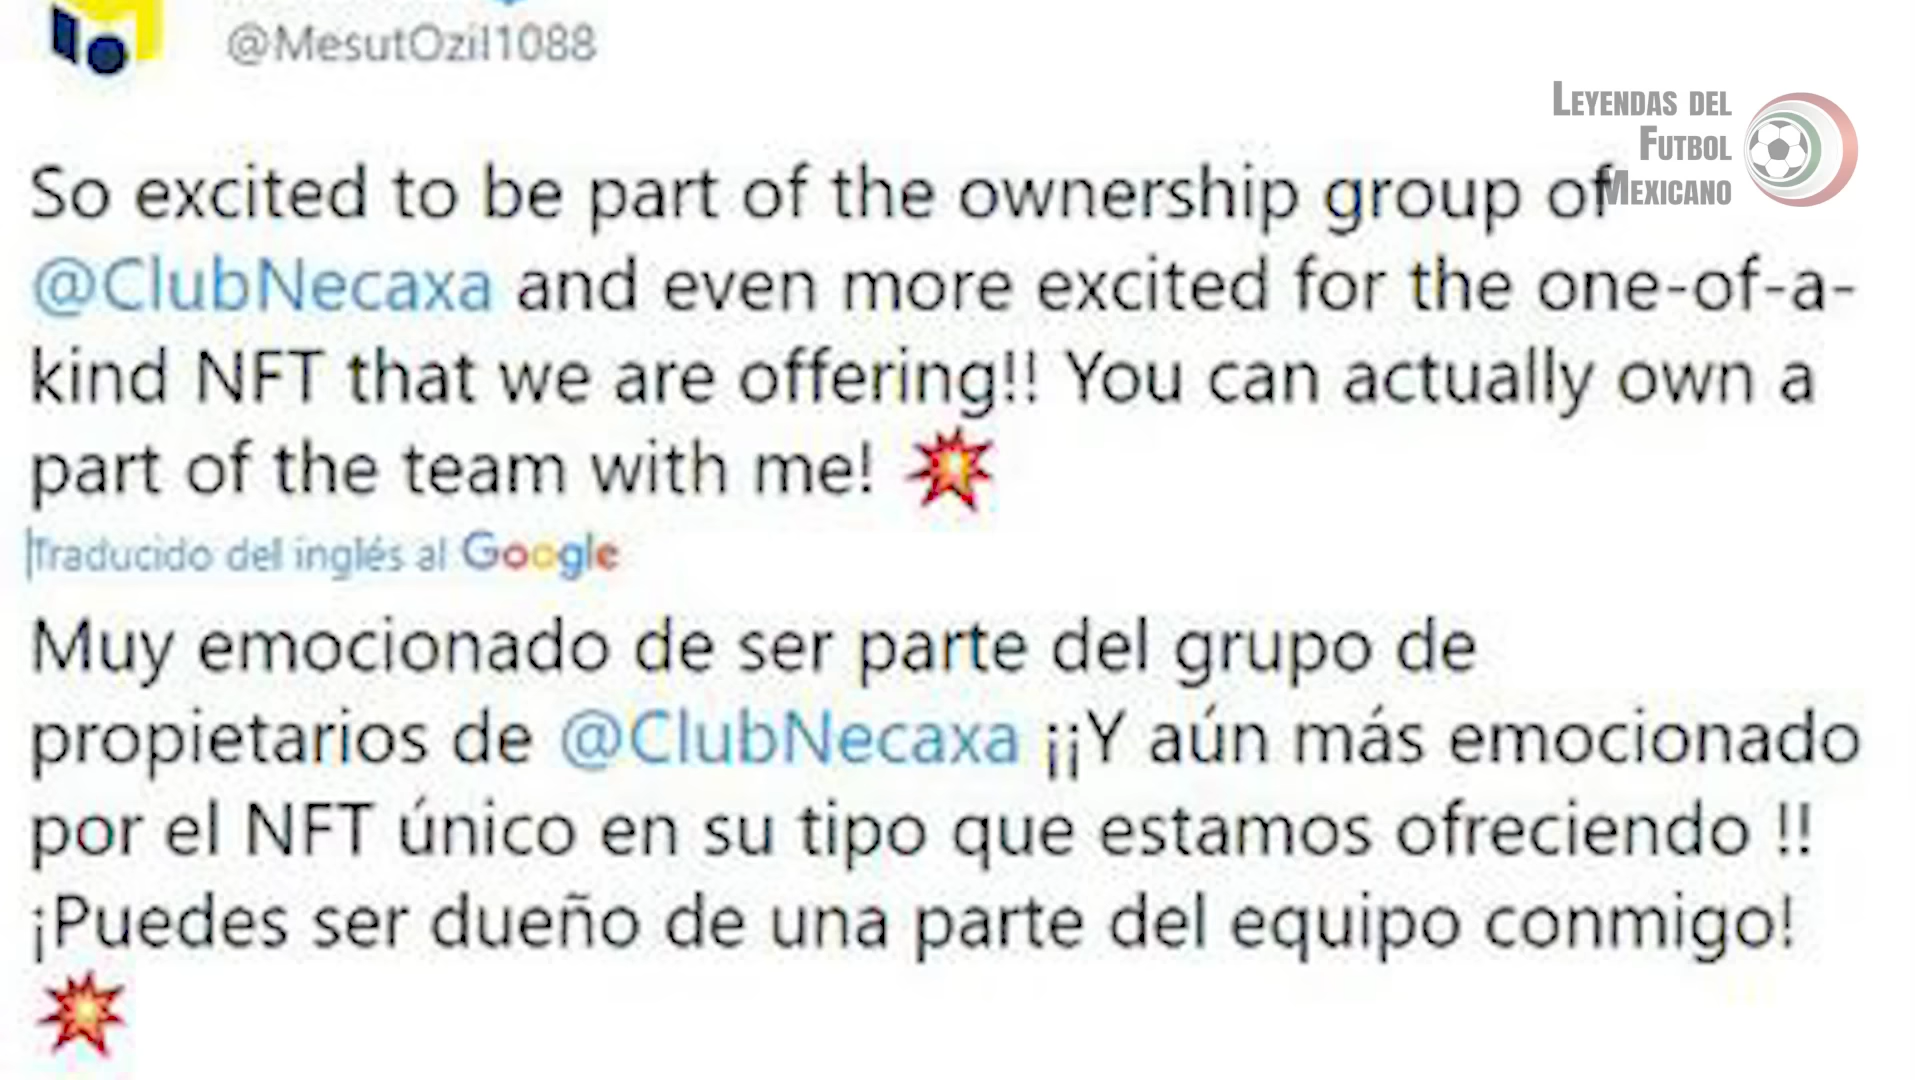 @MesutOzil1088
LEYENDAS DEL
FUTBOL
MEXICANO
So excited to be part of the ownership group of
@ClubNecaxa and even more excited for the one-of-a-
kind NFT that we are offering!! You can actually own a
part of the team with me! 💥
Traducido del inglés al Google
Muy emocionado de ser parte del grupo de
propietarios de @ClubNecaxa ¡¡Y aún más emocionado
por el NFT único en su tipo que estamos ofreciendo !!
¡Puedes ser dueño de una parte del equipo conmigo!
💥